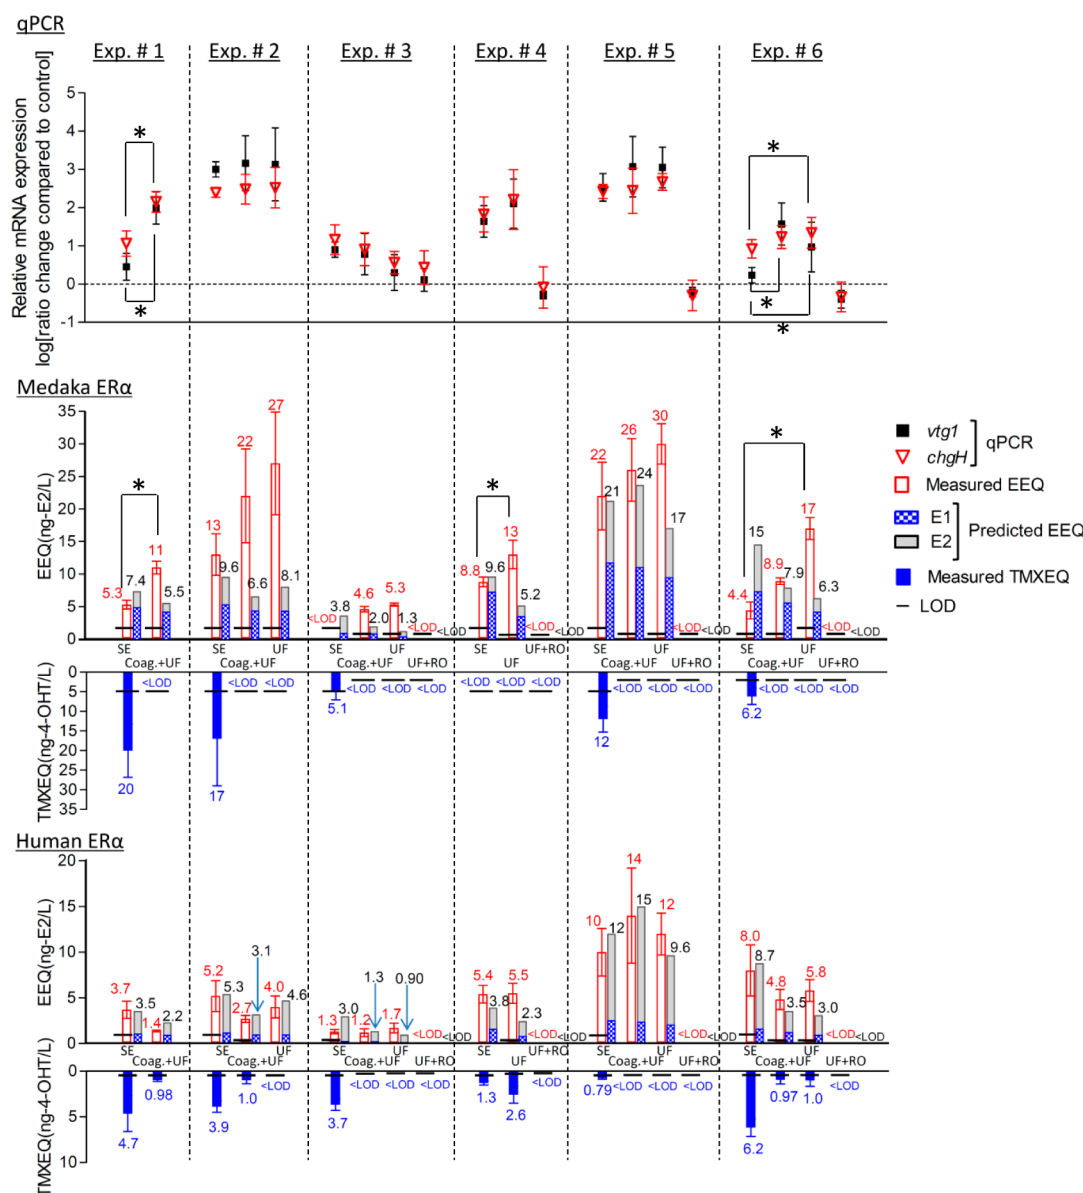 qPCR
Exp. # 1 Exp. # 2 Exp. # 3 Exp. # 4 Exp. # 5 Exp. # 6
Relative mRNA expression
log[ratio change compared to control]
5
4
3
2
1
0
-1
* * * * *
Medaka ERα
EEQ(ng-E2/L)
35
30
25
20
15
10
5
0
5.3 7.4 11 5.5 *
13 9.6 22 6.6 27 8.1
<LOD 3.8 4.6 2.0 5.3 1.3 <LOD <LOD
8.8 9.6 13 5.2 <LOD <LOD *
22 21 26 24 30 17 <LOD <LOD
4.4 15 8.9 7.9 17 6.3 <LOD <LOD *
SE Coag.+UF
SE Coag.+UF UF
SE Coag.+UF UF UF+RO
SE UF UF+RO
SE Coag.+UF UF UF+RO
SE Coag.+UF UF UF+RO
vtg1
chgH
qPCR
Measured EEQ
E1
E2
Predicted EEQ
Measured TMXEQ
LOD
TMXEQ(ng-4-OHT/L)
0
5
10
15
20
25
30
35
20 <LOD
17 <LOD <LOD
5.1 <LOD <LOD <LOD
<LOD <LOD <LOD
12 <LOD <LOD <LOD
6.2 <LOD <LOD <LOD
Human ERα
EEQ(ng-E2/L)
20
15
10
5
0
3.7 3.5 1.4 2.2
5.2 5.3 2.7 3.1 4.0 4.6
1.3 3.0 1.2 1.3 1.7 0.90 <LOD <LOD
5.4 3.8 5.5 2.3 <LOD <LOD
10 12 14 15 12 9.6 <LOD <LOD
8.0 8.7 4.8 3.5 5.8 3.0 <LOD <LOD
SE Coag.+UF
SE Coag.+UF UF
SE Coag.+UF UF UF+RO
SE UF UF+RO
SE Coag.+UF UF UF+RO
SE Coag.+UF UF UF+RO
TMXEQ(ng-4-OHT/L)
0
5
10
4.7 0.98
3.9 1.0 <LOD
3.7 <LOD <LOD <LOD
1.3 2.6 <LOD
0.79 <LOD <LOD <LOD
6.2 0.97 1.0 <LOD